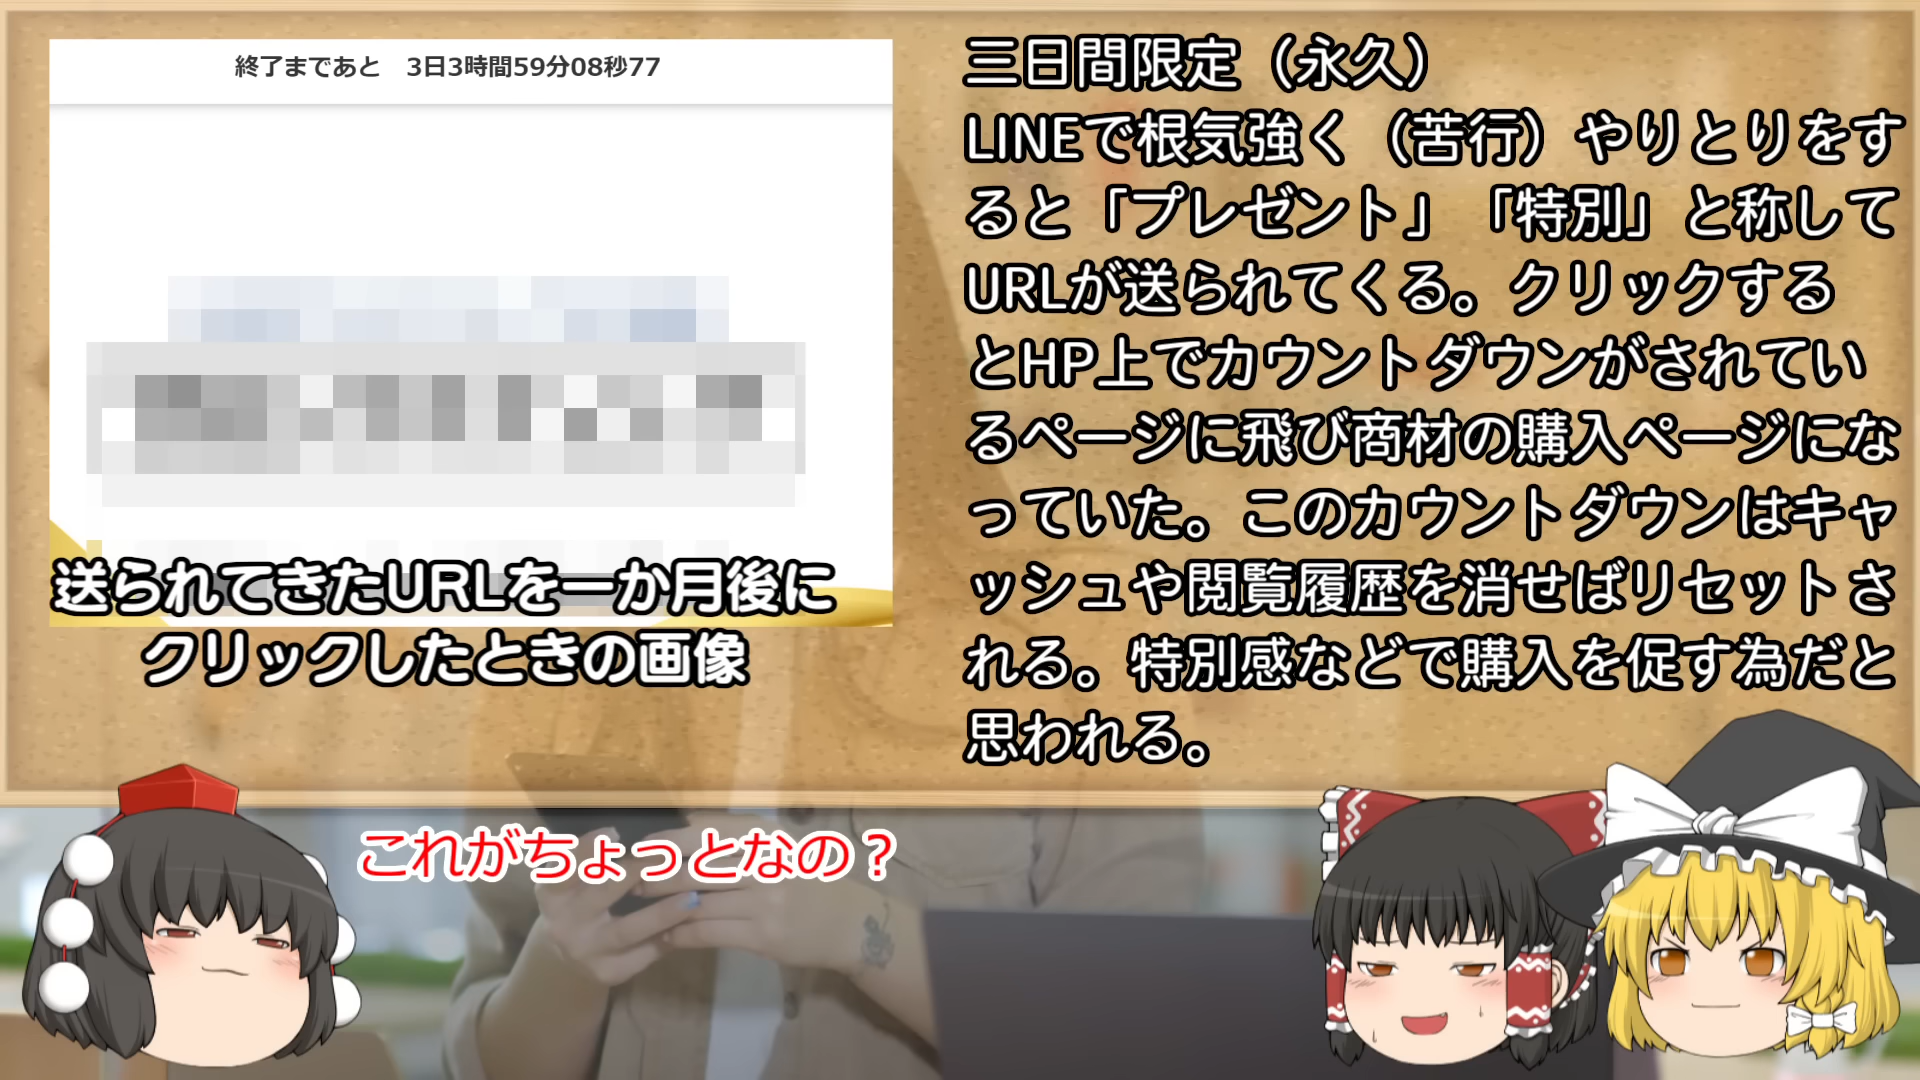 終了まであと　3日3時間59分08秒77
送られてきたURLを一か月後に
クリックしたときの画像
三日間限定（永久）
LINEで根気強く（苦行）やりとりをす
ると「プレゼント」「特別」と称して
URLが送られてくる。クリックする
とHP上でカウントダウンがされてい
るページに飛び商材の購入ページにな
っていた。このカウントダウンはキャ
ッシュや閲覧履歴を消せばリセットさ
れる。特別感などで購入を促す為だと
思われる。
これがちょっとなの？